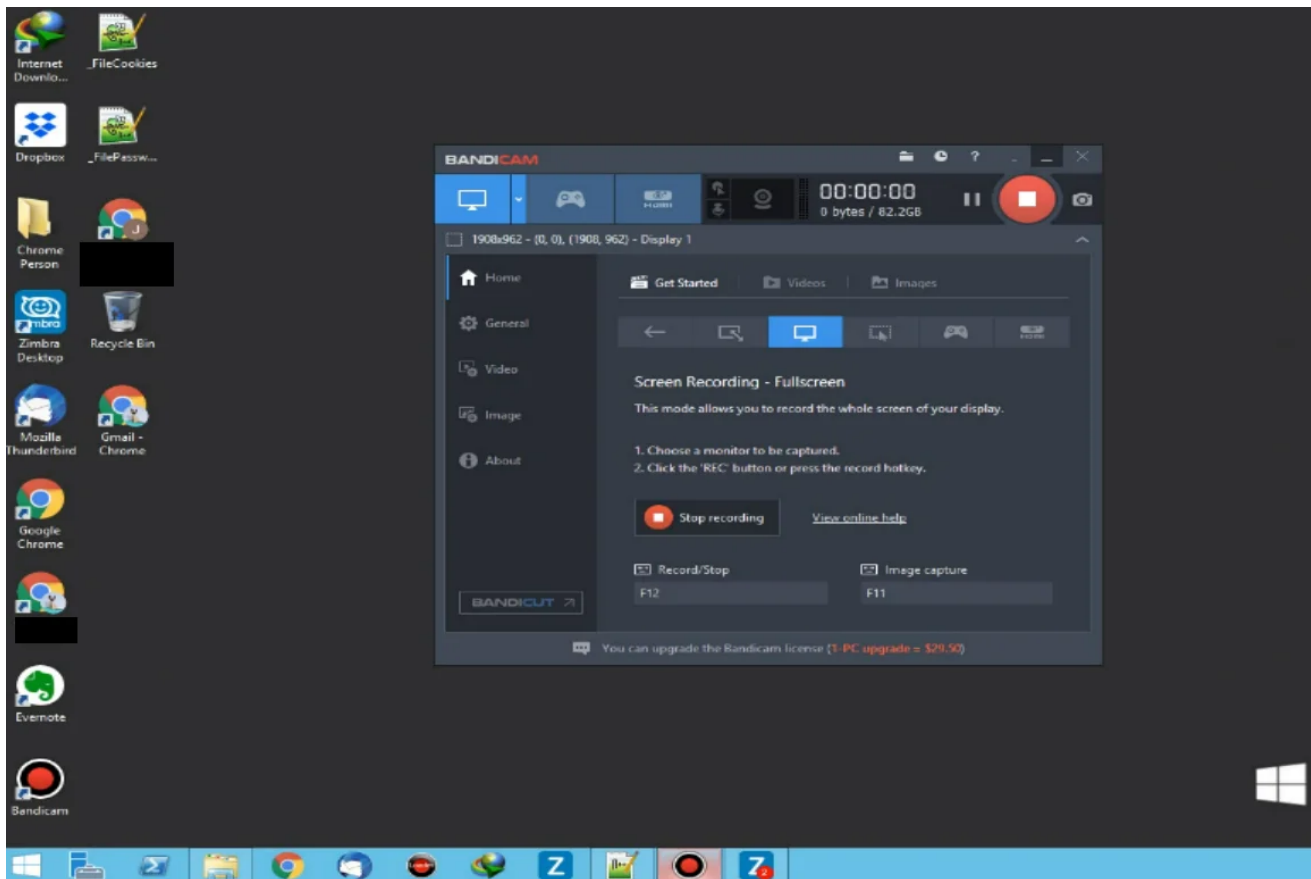 Internet
Downlo...
_FileCookies
Dropbox
_FilePassw...
Chrome
Person
J
Zimbra
Desktop
Recycle Bin
Mozilla
Thunderbird
Gmail -
Chrome
Google
Chrome
Evernote
Bandicam
BANDICAM
?
HDMI
00:00:00
0 bytes / 82.2GB
1908x962 - (0, 0), (1908, 962) - Display 1
Home
General
Video
Image
About
BANDICUT
Get Started
Videos
Images
HDMI
Screen Recording - Fullscreen
This mode allows you to record the whole screen of your display.
1. Choose a monitor to be captured.
2. Click the 'REC' button or press the record hotkey.
Stop recording
View online help
Record/Stop
Image capture
F12
F11
You can upgrade the Bandicam license (1-PC upgrade = $29.50)
Z
Z
2